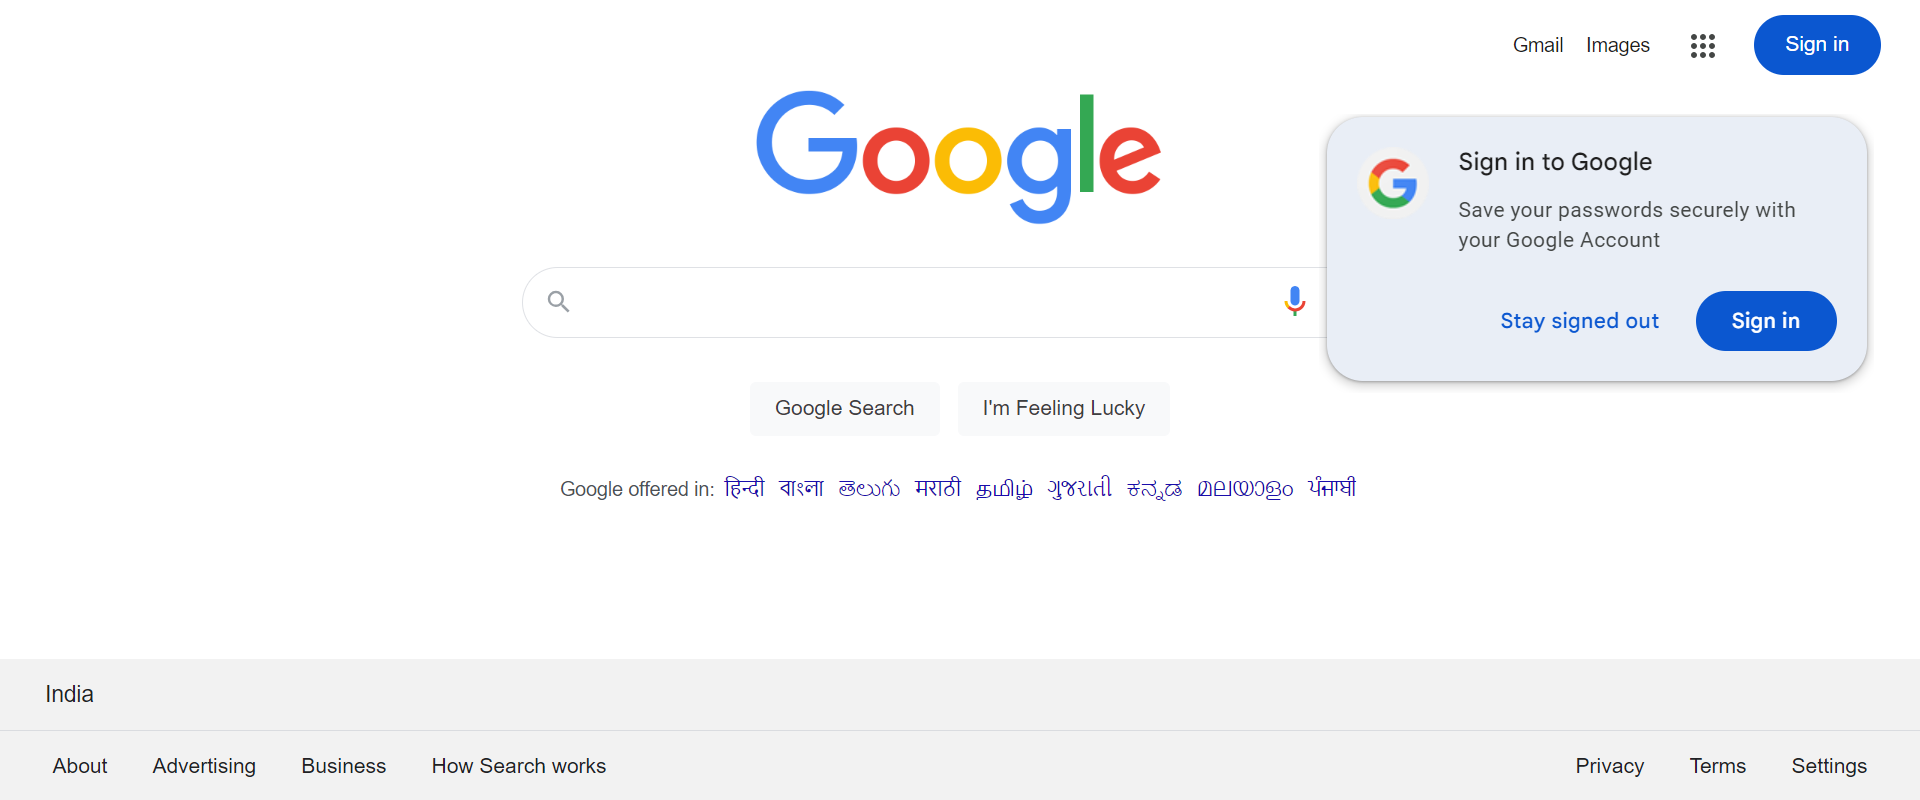 Gmail Images Sign in
Google
Sign in to Google
Save your passwords securely with
your Google Account
Stay signed out Sign in
Google Search I'm Feeling Lucky
Google offered in: हिन्दी বাংলা తెలుగు मराठी தமிழ் ગુજરાતી ಕನ್ನಡ മലയാളം ਪੰਜਾਬੀ
India
About Advertising Business How Search works Privacy Terms Settings